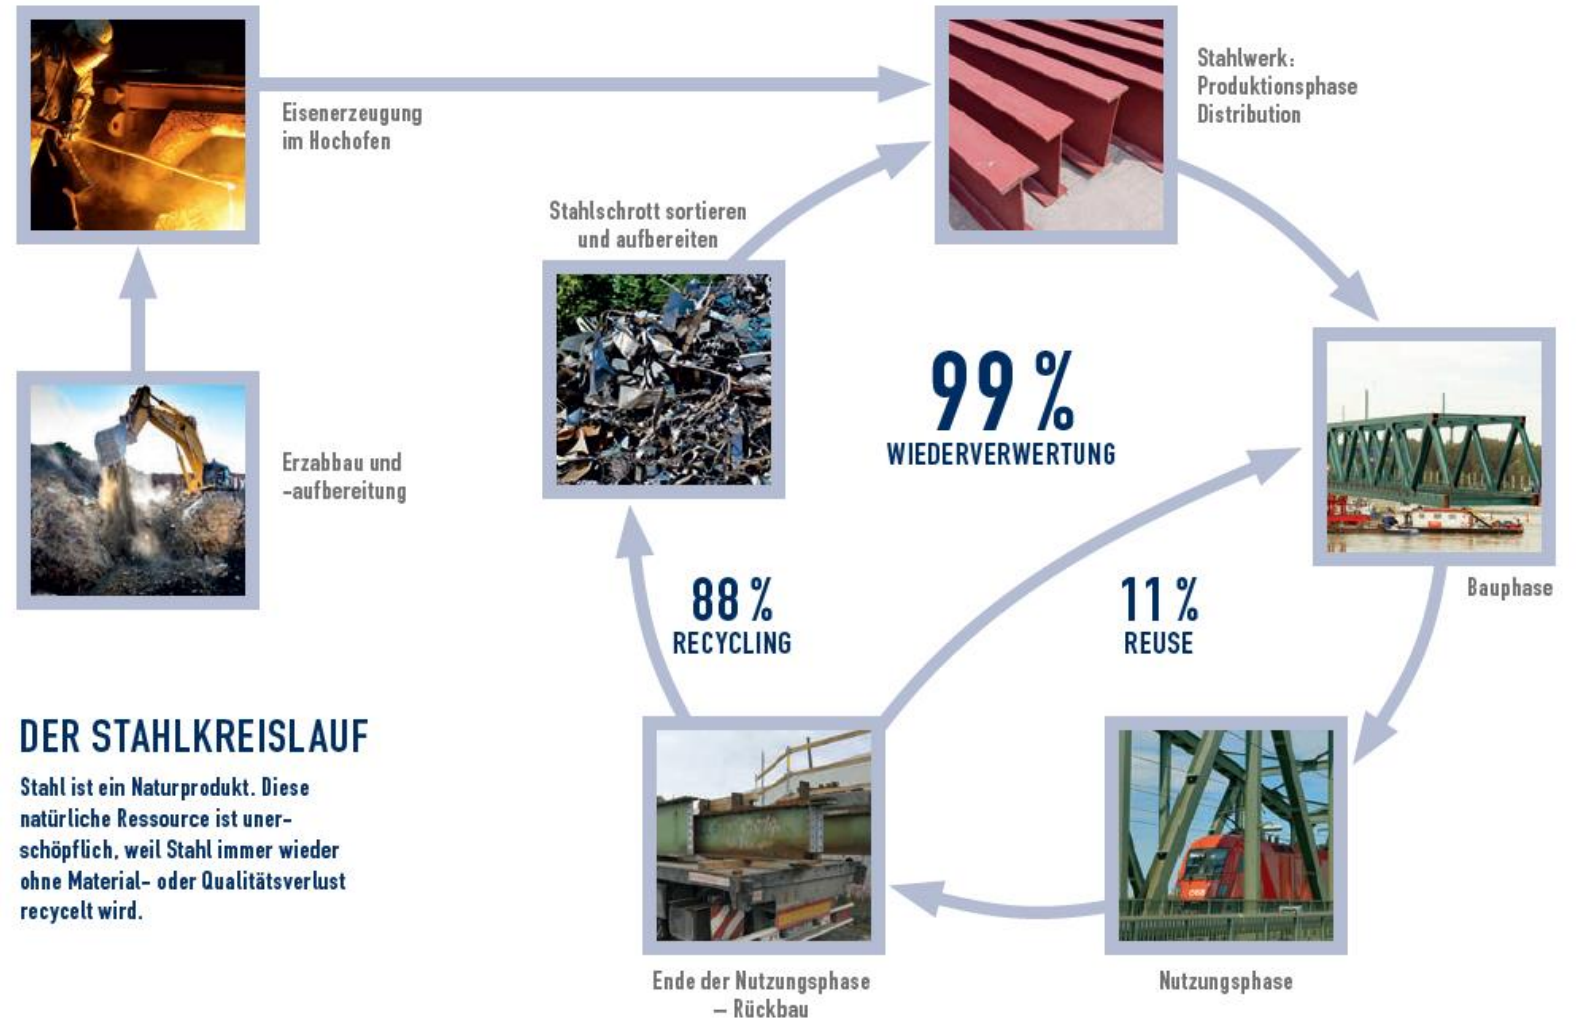 Eisenerzeugung
im Hochofen
Stahlwerk:
Produktionsphase
Distribution
Stahlschrott sortieren
und aufbereiten
99 %
WIEDERVERWERTUNG
Erzabbau und
-aufbereitung
88 %
RECYCLING
11 %
REUSE
Bauphase
DER STAHLKREISLAUF
Stahl ist ein Naturprodukt. Diese
natürliche Ressource ist uner-
schöpflich, weil Stahl immer wieder
ohne Material- oder Qualitätsverlust
recycelt wird.
Ende der Nutzungsphase
– Rückbau
Nutzungsphase